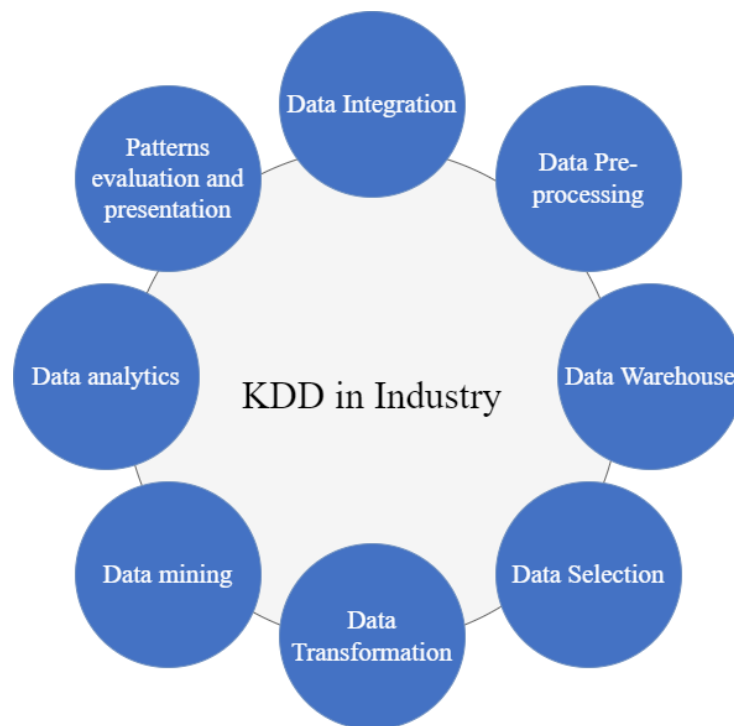 Data Integration
Data Pre-
processing
Data Warehouse
Data Selection
Data
Transformation
Data mining
Data analytics
Patterns
evaluation and
presentation
KDD in Industry